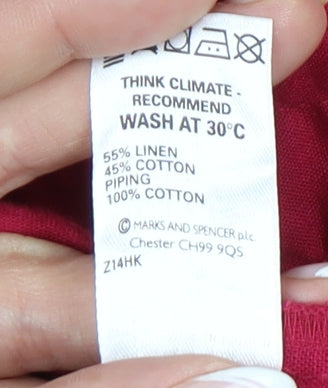 THINK CLIMATE -
RECOMMEND
WASH AT 30°C
55% LINEN
45% COTTON
PIPING
100% COTTON
© MARKS AND SPENCER p.l.c.
Chester CH99 9QS
Z14HK